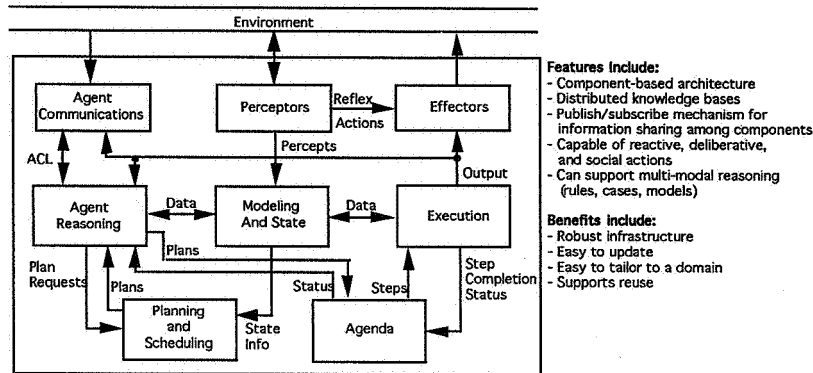 Environment
Agent
Communications
Perceptors
Reflex
Actions
Effectors
ACL
Percepts
Output
Agent
Reasoning
Data
Modeling
And State
Data
Execution
Plans
Plan
Requests
Plans
Status
Steps
Step
Completion
Status
Planning
and
Scheduling
State
Info
Agenda
Features include:
- Component-based architecture
- Distributed knowledge bases
- Publish/subscribe mechanism for
information sharing among components
- Capable of reactive, deliberative,
and social actions
- Can support multi-modal reasoning
(rules, cases, models)
Benefits include:
- Robust infrastructure
- Easy to update
- Easy to tailor to a domain
- Supports reuse